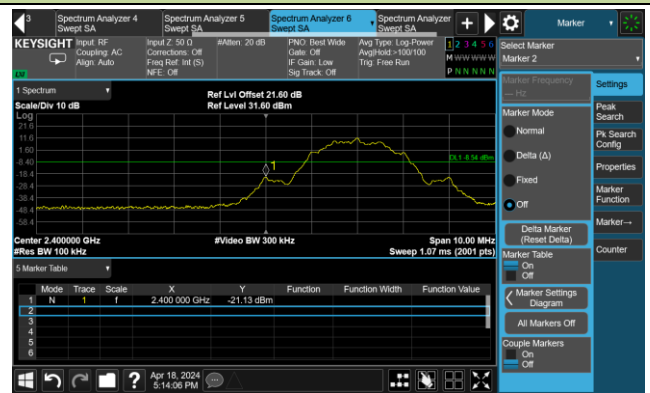 3 Spectrum Analyzer 4 Swept SA
Spectrum Analyzer 5 Swept SA
Spectrum Analyzer 6 Swept SA
Spectrum Analyzer Swept SA
+
Marker
KEYSIGHT
Input: RF
Coupling: AC
Align: Auto
Input Z: 50 Ω
Corrections: Off
Freq Ref: Int (S)
NFE: Off
#Atten: 20 dB
PNO: Best Wide
Gate: Off
IF Gain: Low
Sig Track: Off
Avg Type: Log-Power
Avg|Hold:>100/100
Trig: Free Run
1 2 3 4 5 6
M W W W W W
P N N N N N
LV
Select Marker
Marker 2
1 Spectrum
Scale/Div 10 dB
Ref Lvl Offset 21.60 dB
Ref Level 31.60 dBm
Log
21.6
11.6
1.60
-8.40
-18.4
-28.4
-38.4
-48.4
-58.4
1
DL1 -8.54 dBm
Center 2.400000 GHz
#Res BW 100 kHz
#Video BW 300 kHz
Span 10.00 MHz
Sweep 1.07 ms (2001 pts)
5 Marker Table
Mode Trace Scale X Y Function Function Width Function Value
1 N 1 f 2.400 000 GHz -21.13 dBm
2
3
4
5
6
Marker Frequency
--- Hz
Marker Mode
Normal
Delta (Δ)
Fixed
Off
Delta Marker
(Reset Delta)
Marker Table
On
Off
Marker Settings
Diagram
All Markers Off
Couple Markers
On
Off
Settings
Peak
Search
Pk Search
Config
Properties
Marker
Function
Marker→
Counter
?
Apr 18, 2024
5:14:06 PM